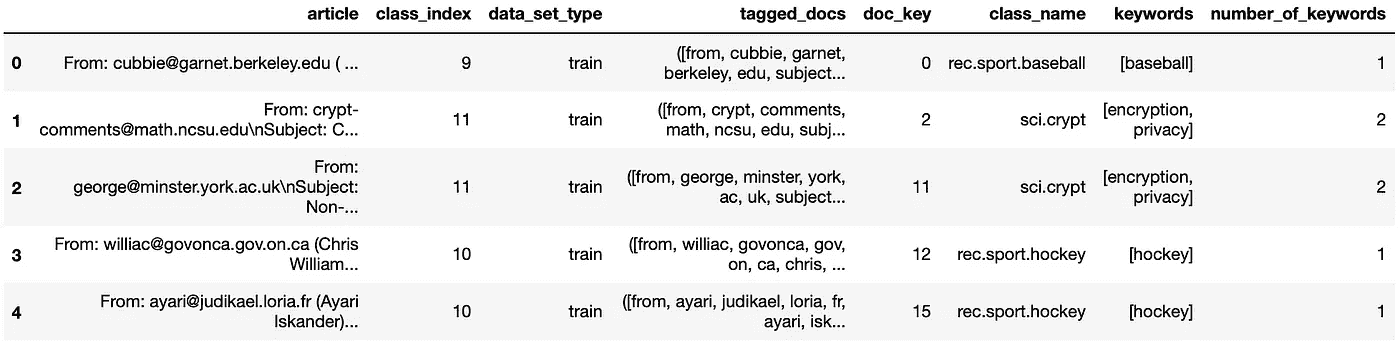 article class_index data_set_type tagged_docs doc_key class_name keywords number_of_keywords
0 From: cubbie@garnet.berkeley.edu ( ... 9 train ([from, cubbie, garnet, berkeley, edu, subject... 0 rec.sport.baseball [baseball] 1
1 From: crypt-comments@math.ncsu.edu\nSubject: C... 11 train ([from, crypt, comments, math, ncsu, edu, subj... 2 sci.crypt [encryption, privacy] 2
2 From: george@minster.york.ac.uk\nSubject: Non-... 11 train ([from, george, minster, york, ac, uk, subject... 11 sci.crypt [encryption, privacy] 2
3 From: williac@govonca.gov.on.ca (Chris William... 10 train ([from, williac, govonca, gov, on, ca, chris, ... 12 rec.sport.hockey [hockey] 1
4 From: ayari@judikael.loria.fr (Ayari Iskander)... 10 train ([from, ayari, judikael, loria, fr, ayari, isk... 15 rec.sport.hockey [hockey] 1